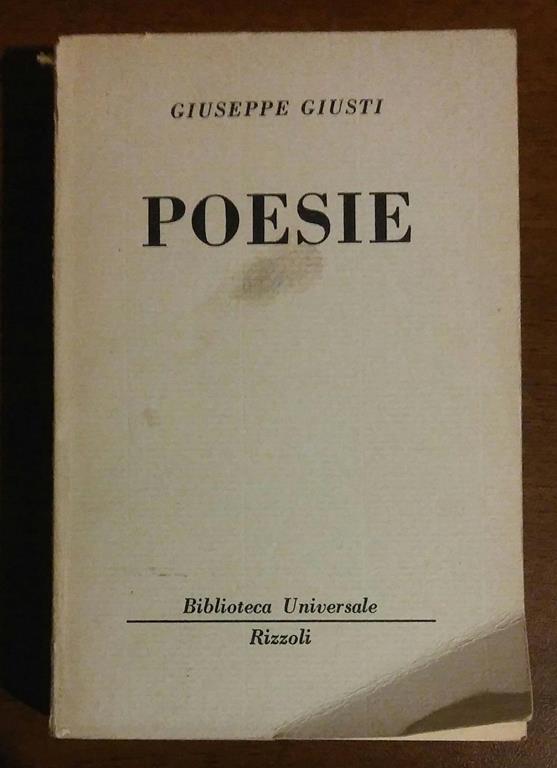 GIUSEPPE GIUSTI
POESIE
Biblioteca Universale
Rizzoli